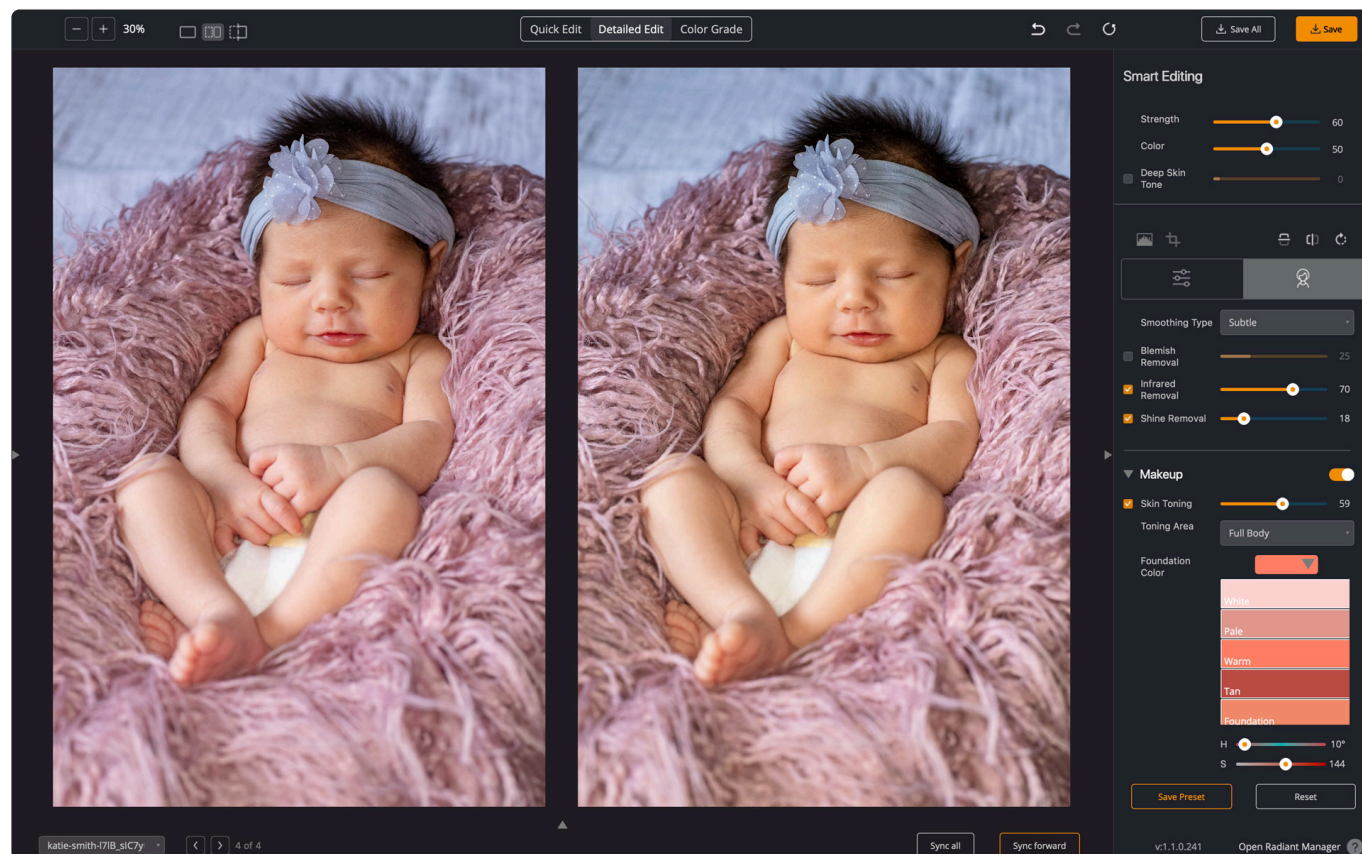 30%
Quick Edit Detailed Edit Color Grade
Save All
Save
Smart Editing
Strength 60
Color 50
Deep Skin
Tone
0
Smoothing Type Subtle
Blemish
Removal
25
Infrared
Removal
70
Shine Removal 18
Makeup
Skin Toning 59
Toning Area Full Body
Foundation
Color
White
Pale
Warm
Tan
Foundation
H 10°
S 144
Save Preset Reset
katie-smith-I7lB_sIC7y
4 of 4
Sync all Sync forward
v:1.1.0.241 Open Radiant Manager ?